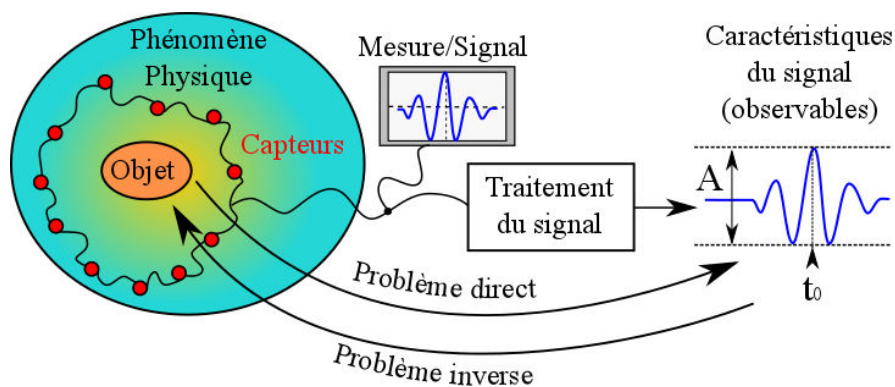 Phénomène
Physique
Objet
Capteurs
Mesure/Signal
Traitement
du signal
Caractéristiques
du signal
(observables)
A
t₀
Problème direct
Problème inverse